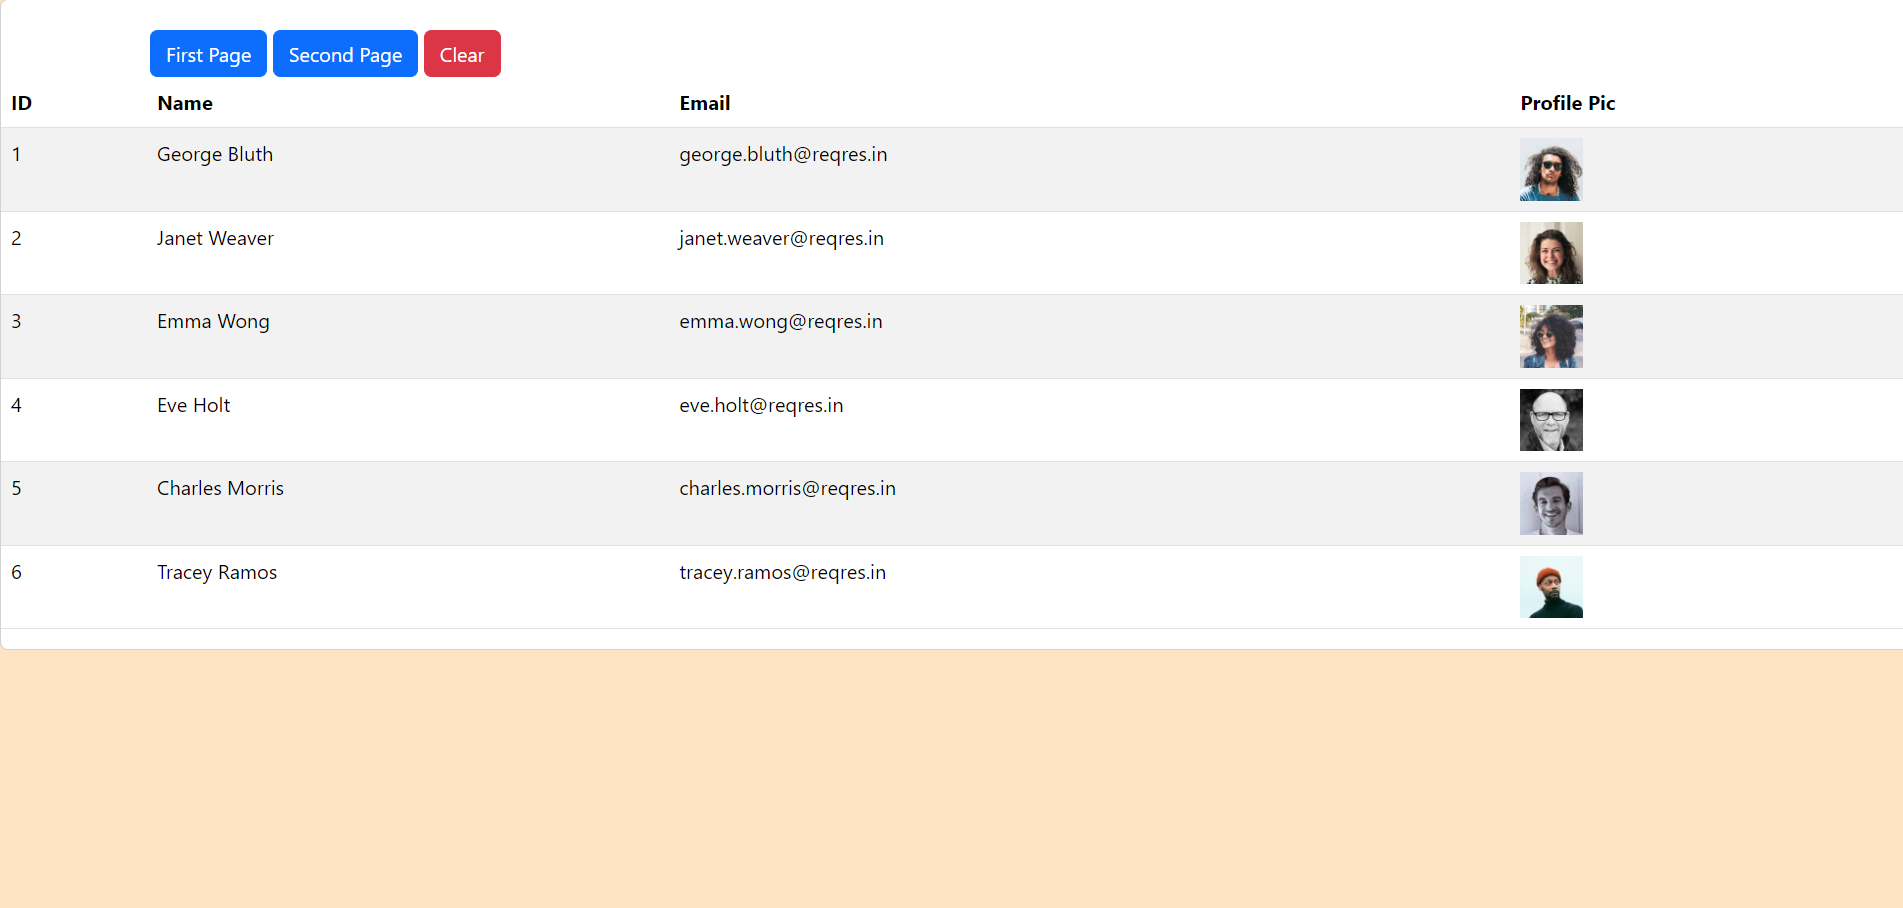 First Page Second Page Clear
ID Name Email Profile Pic
1 George Bluth george.bluth@reqres.in
2 Janet Weaver janet.weaver@reqres.in
3 Emma Wong emma.wong@reqres.in
4 Eve Holt eve.holt@reqres.in
5 Charles Morris charles.morris@reqres.in
6 Tracey Ramos tracey.ramos@reqres.in